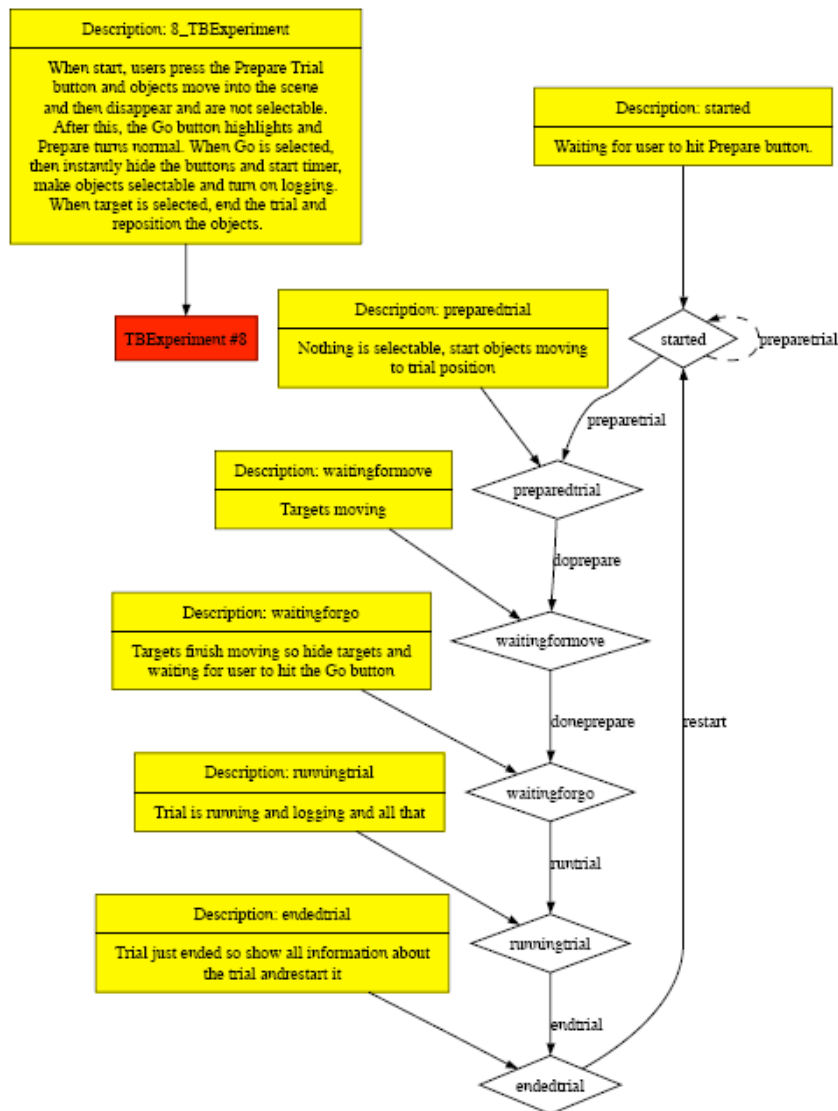 Description: 8_TBExperiment
When start, users press the Prepare Trial
button and objects move into the scene
and then disappear and are not selectable.
After this, the Go button highlights and
Prepare turns normal. When Go is selected,
then instantly hide the buttons and start timer,
make objects selectable and turn on logging.
When target is selected, end the trial and
reposition the objects.
Description: started
Waiting for user to hit Prepare button.
TBExperiment #8
Description: preparedtrial
Nothing is selectable, start objects moving
to trial position
started
preparetrial
preparetrial
preparedtrial
Description: waitingformove
Targets moving
doprepare
waitingformove
Description: waitingforgo
Targets finish moving so hide targets and
waiting for user to hit the Go button
doneprepare
restart
waitingforgo
Description: runningtrial
Trial is running and logging and all that
runtrial
runningtrial
Description: endedtrial
Trial just ended so show all information about
the trial andrestart it
endtrial
endedtrial